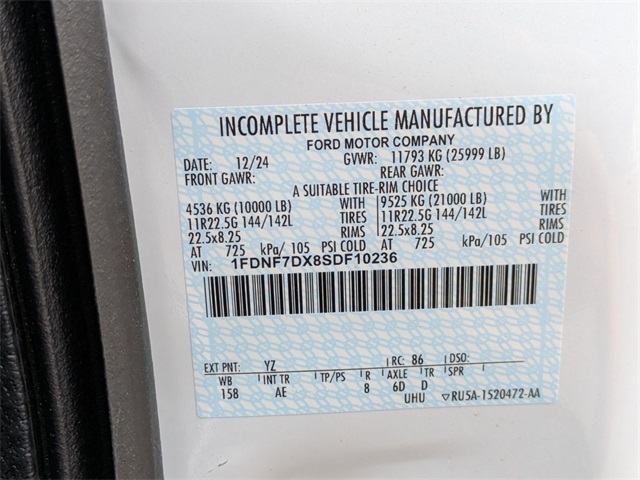 INCOMPLETE VEHICLE MANUFACTURED BY
FORD MOTOR COMPANY
DATE: 12/24 GVWR: 11793 KG (25999 LB)
FRONT GAWR: REAR GAWR:
A SUITABLE TIRE-RIM CHOICE
4536 KG (10000 LB) WITH 9525 KG (21000 LB) WITH
11R22.5G 144/142L TIRES 11R22.5G 144/142L TIRES
22.5x8.25 RIMS 22.5x8.25 RIMS
AT 725 kPa/ 105 PSI COLD AT 725 kPa/105 PSI COLD
VIN: 1FDNF7DX8SDF10236
EXT PNT: YZ RC: 86 DSO:
WB INT TR TP/PS R AXLE TR SPR
158 AE 8 6D D
UHU ▽RU5A-1520472-AA